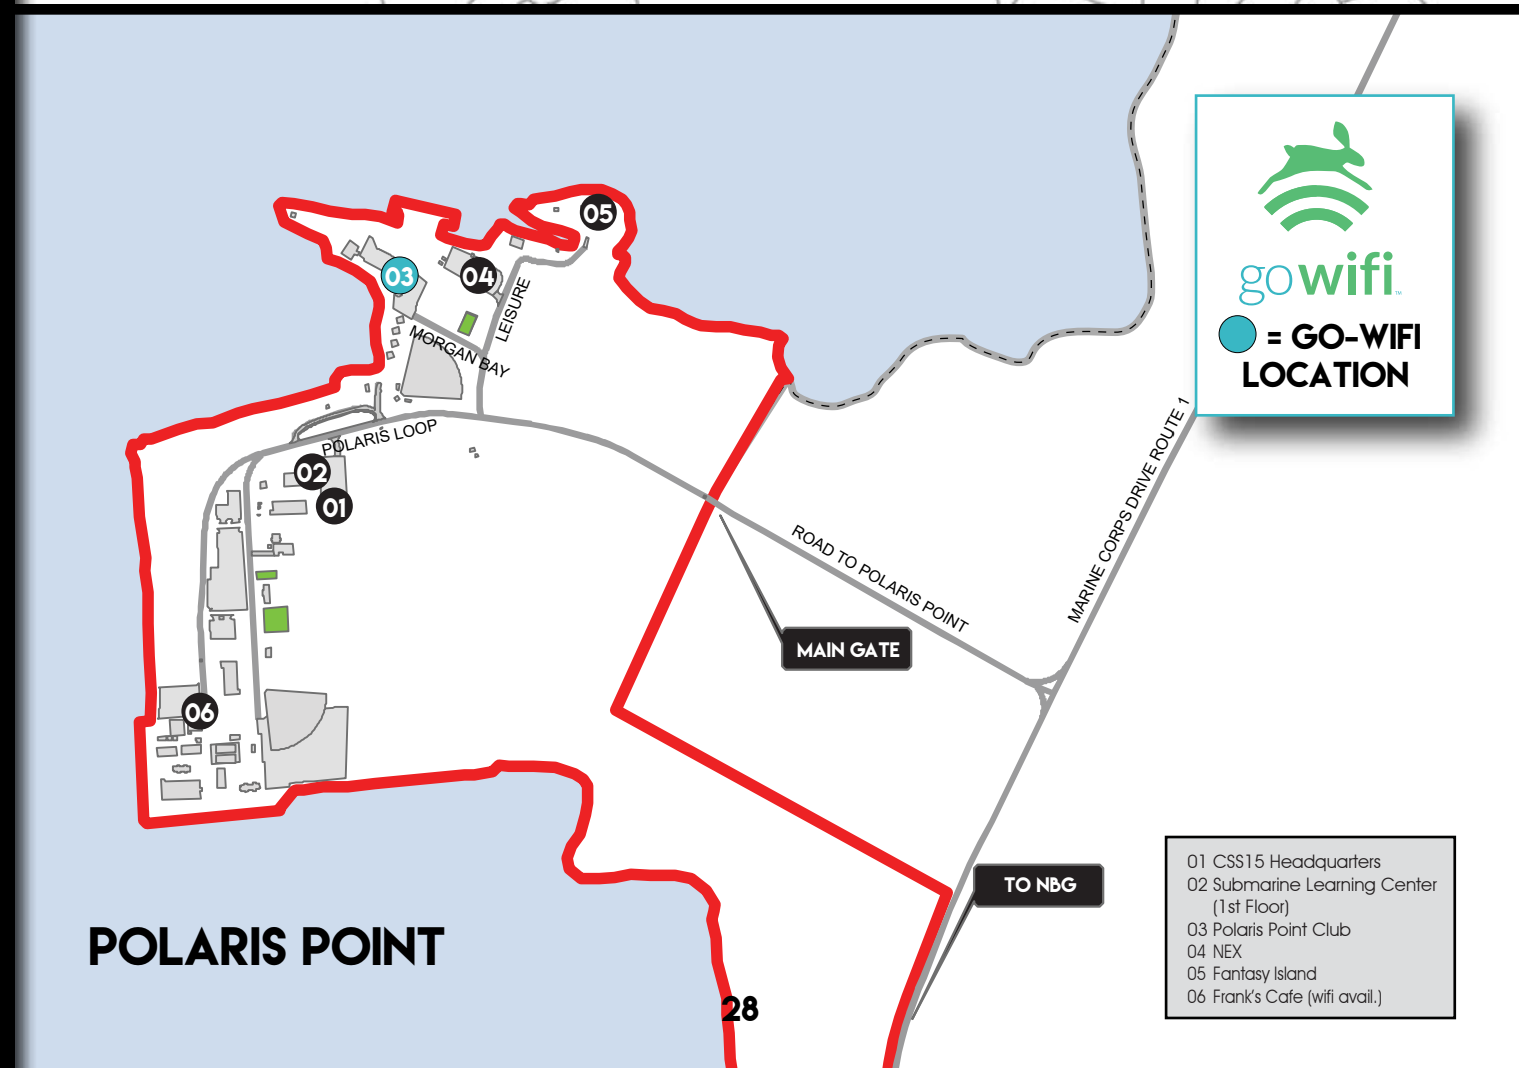 05
03
04
LEISURE
MORGAN BAY
POLARIS LOOP
02
01
06
MAIN GATE
ROAD TO POLARIS POINT
MARINE CORPS DRIVE ROUTE 1
TO NBG
go wifi™
= GO-WIFI
LOCATION
POLARIS POINT
28
01 CSS15 Headquarters
02 Submarine Learning Center
(1st Floor)
03 Polaris Point Club
04 NEX
05 Fantasy Island
06 Frank's Cafe (wifi avail.)